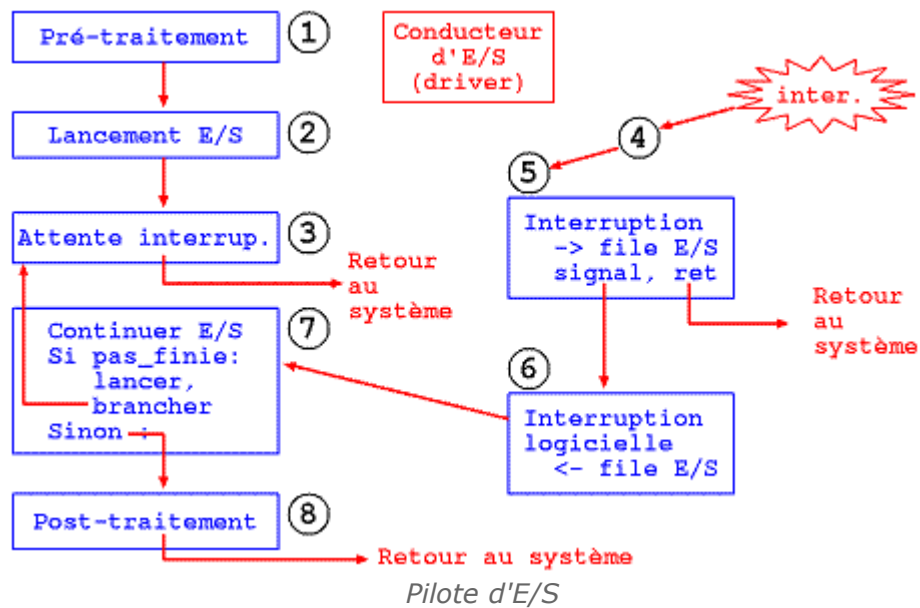 Pré-traitement
1
Conducteur
d'E/S
(driver)
inter.
Lancement E/S
2
4
5
Attente interrup.
3
Retour
au
système
Interruption
-> file E/S
signal, ret
Retour
au
système
Continuer E/S
Si pas_finie:
lancer,
brancher
Sinon :
7
6
Interruption
logicielle
<- file E/S
Post-traitement
8
Retour au système
Pilote d'E/S